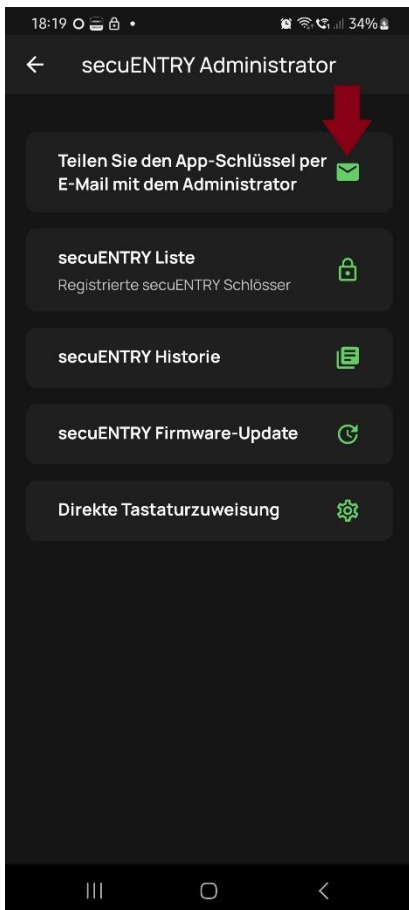 18:19 34%
secuENTRY Administrator
Teilen Sie den App-Schlüssel per
E-Mail mit dem Administrator
secuENTRY Liste
Registrierte secuENTRY Schlösser
secuENTRY Historie
secuENTRY Firmware-Update
Direkte Tastaturzuweisung